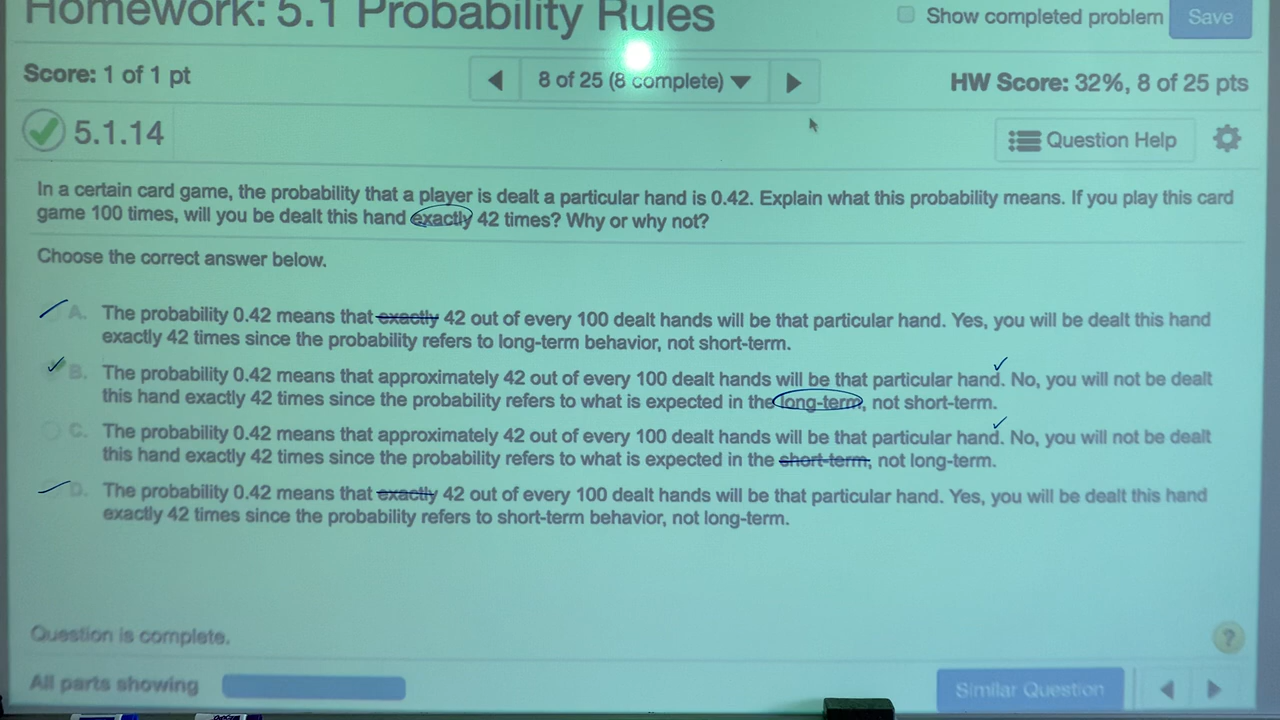 Homework: 5.1 Probability Rules
Show completed problem
Save
Score: 1 of 1 pt
8 of 25 (8 complete)
HW Score: 32%, 8 of 25 pts
5.1.14
Question Help
In a certain card game, the probability that a player is dealt a particular hand is 0.42. Explain what this probability means. If you play this card
game 100 times, will you be dealt this hand exactly 42 times? Why or why not?
Choose the correct answer below.
A. The probability 0.42 means that exactly 42 out of every 100 dealt hands will be that particular hand. Yes, you will be dealt this hand
exactly 42 times since the probability refers to long-term behavior, not short-term.
B. The probability 0.42 means that approximately 42 out of every 100 dealt hands will be that particular hand. No, you will not be dealt
this hand exactly 42 times since the probability refers to what is expected in the long-term, not short-term.
C. The probability 0.42 means that approximately 42 out of every 100 dealt hands will be that particular hand. No, you will not be dealt
this hand exactly 42 times since the probability refers to what is expected in the short-term, not long-term.
D. The probability 0.42 means that exactly 42 out of every 100 dealt hands will be that particular hand. Yes, you will be dealt this hand
exactly 42 times since the probability refers to short-term behavior, not long-term.
Question is complete.
?
All parts showing
Similar Question